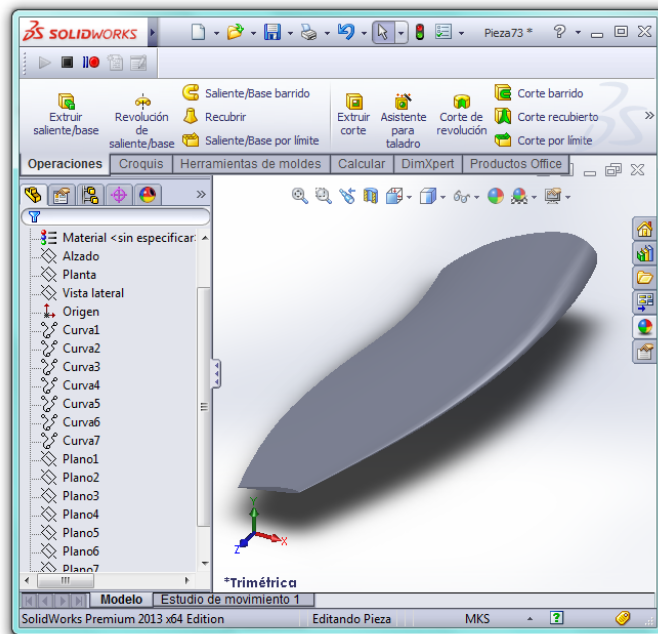 SOLIDWORKS
Pieza73 *
Extruir saliente/base
Revolución de saliente/base
Saliente/Base barrido
Recubrir
Saliente/Base por límite
Extruir corte
Asistente para taladro
Corte de revolución
Corte barrido
Corte recubierto
Corte por límite
Operaciones
Croquis
Herramientas de moldes
Calcular
DimXpert
Productos Office
Material <sin especificar
Alzado
Planta
Vista lateral
Origen
Curva1
Curva2
Curva3
Curva4
Curva5
Curva6
Curva7
Plano1
Plano2
Plano3
Plano4
Plano5
Plano6
Plano7
Y
X
Z
*Trimétrica
Modelo
Estudio de movimiento 1
SolidWorks Premium 2013 x64 Edition
Editando Pieza
MKS